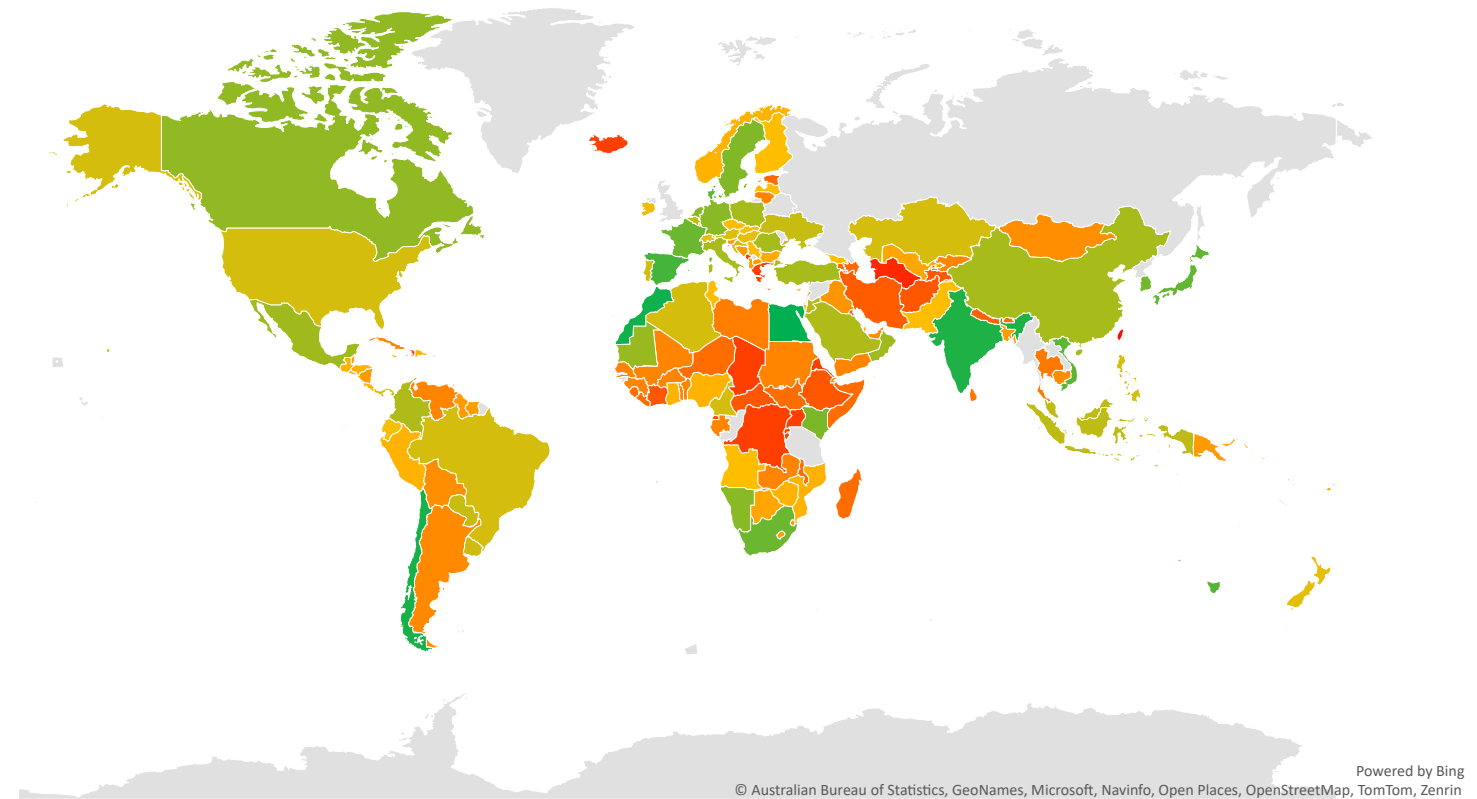 Powered by Bing
© Australian Bureau of Statistics, GeoNames, Microsoft, Navinfo, Open Places, OpenStreetMap, TomTom, Zenrin